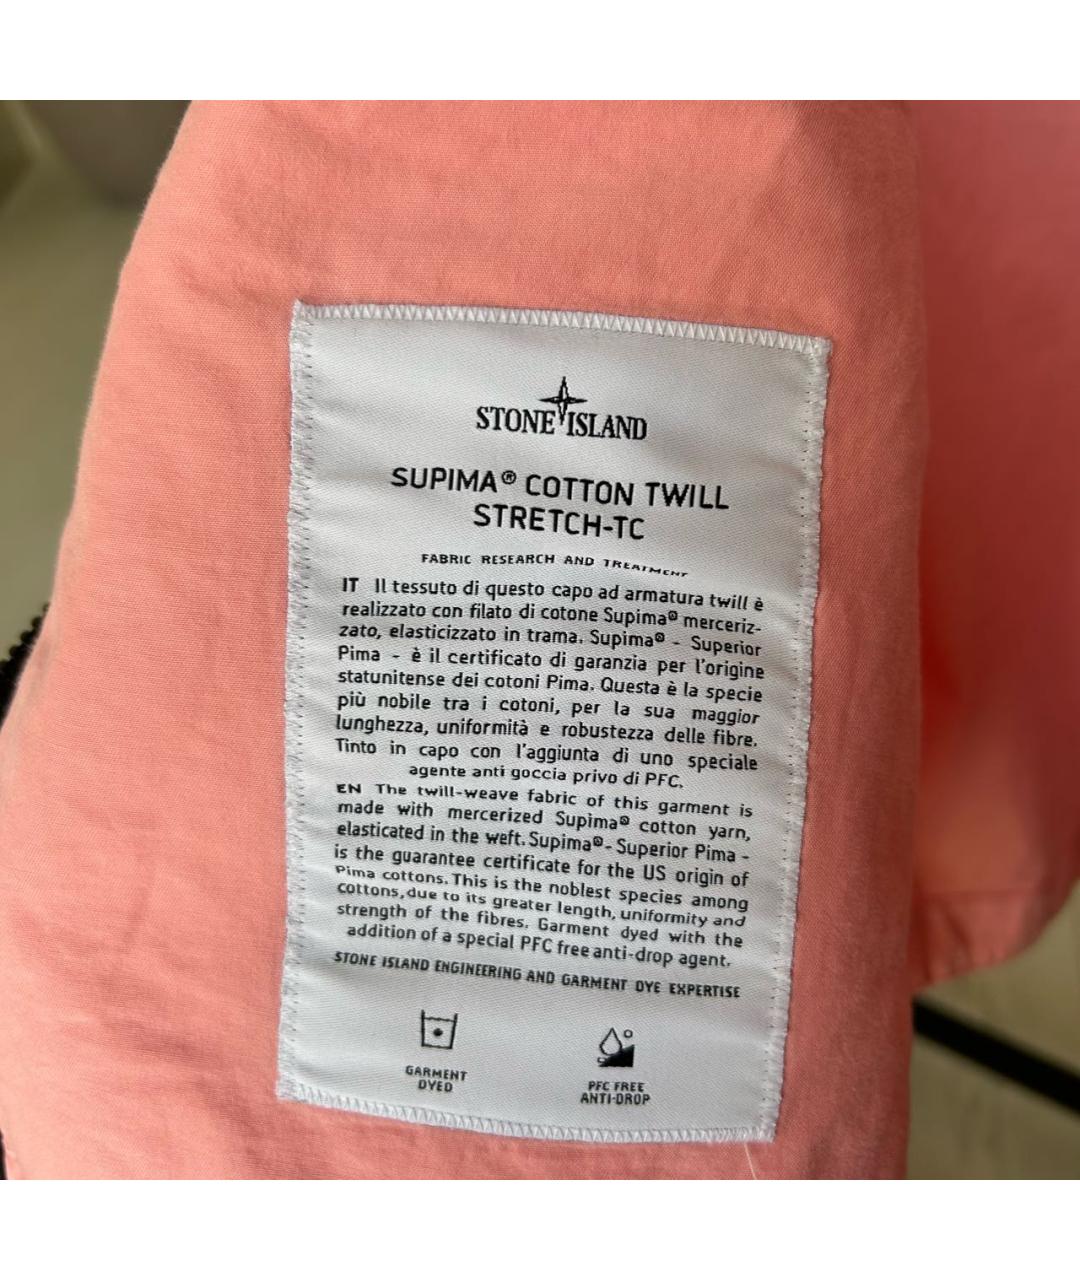 STONE ISLAND
SUPIMA® COTTON TWILL
STRETCH-TC
FABRIC RESEARCH AND TREATMENT
IT Il tessuto di questo capo ad armatura twill è
realizzato con filato di cotone Supima® merceriz-
zato, elasticizzato in trama. Supima® - Superior
Pima - è il certificato di garanzia per l'origine
statunitense dei cotoni Pima. Questa è la specie
più nobile tra i cotoni, per la sua maggior
lunghezza, uniformità e robustezza delle fibre.
Tinto in capo con l'aggiunta di uno speciale
agente anti goccia privo di PFC.
EN The twill-weave fabric of this garment is
made with mercerized Supima® cotton yarn,
elasticated in the weft. Supima® - Superior Pima -
is the guarantee certificate for the US origin of
Pima cottons. This is the noblest species among
cottons, due to its greater length, uniformity and
strength of the fibres. Garment dyed with the
addition of a special PFC free anti-drop agent.
STONE ISLAND ENGINEERING AND GARMENT DYE EXPERTISE
GARMENT
DYED
PFC FREE
ANTI-DROP